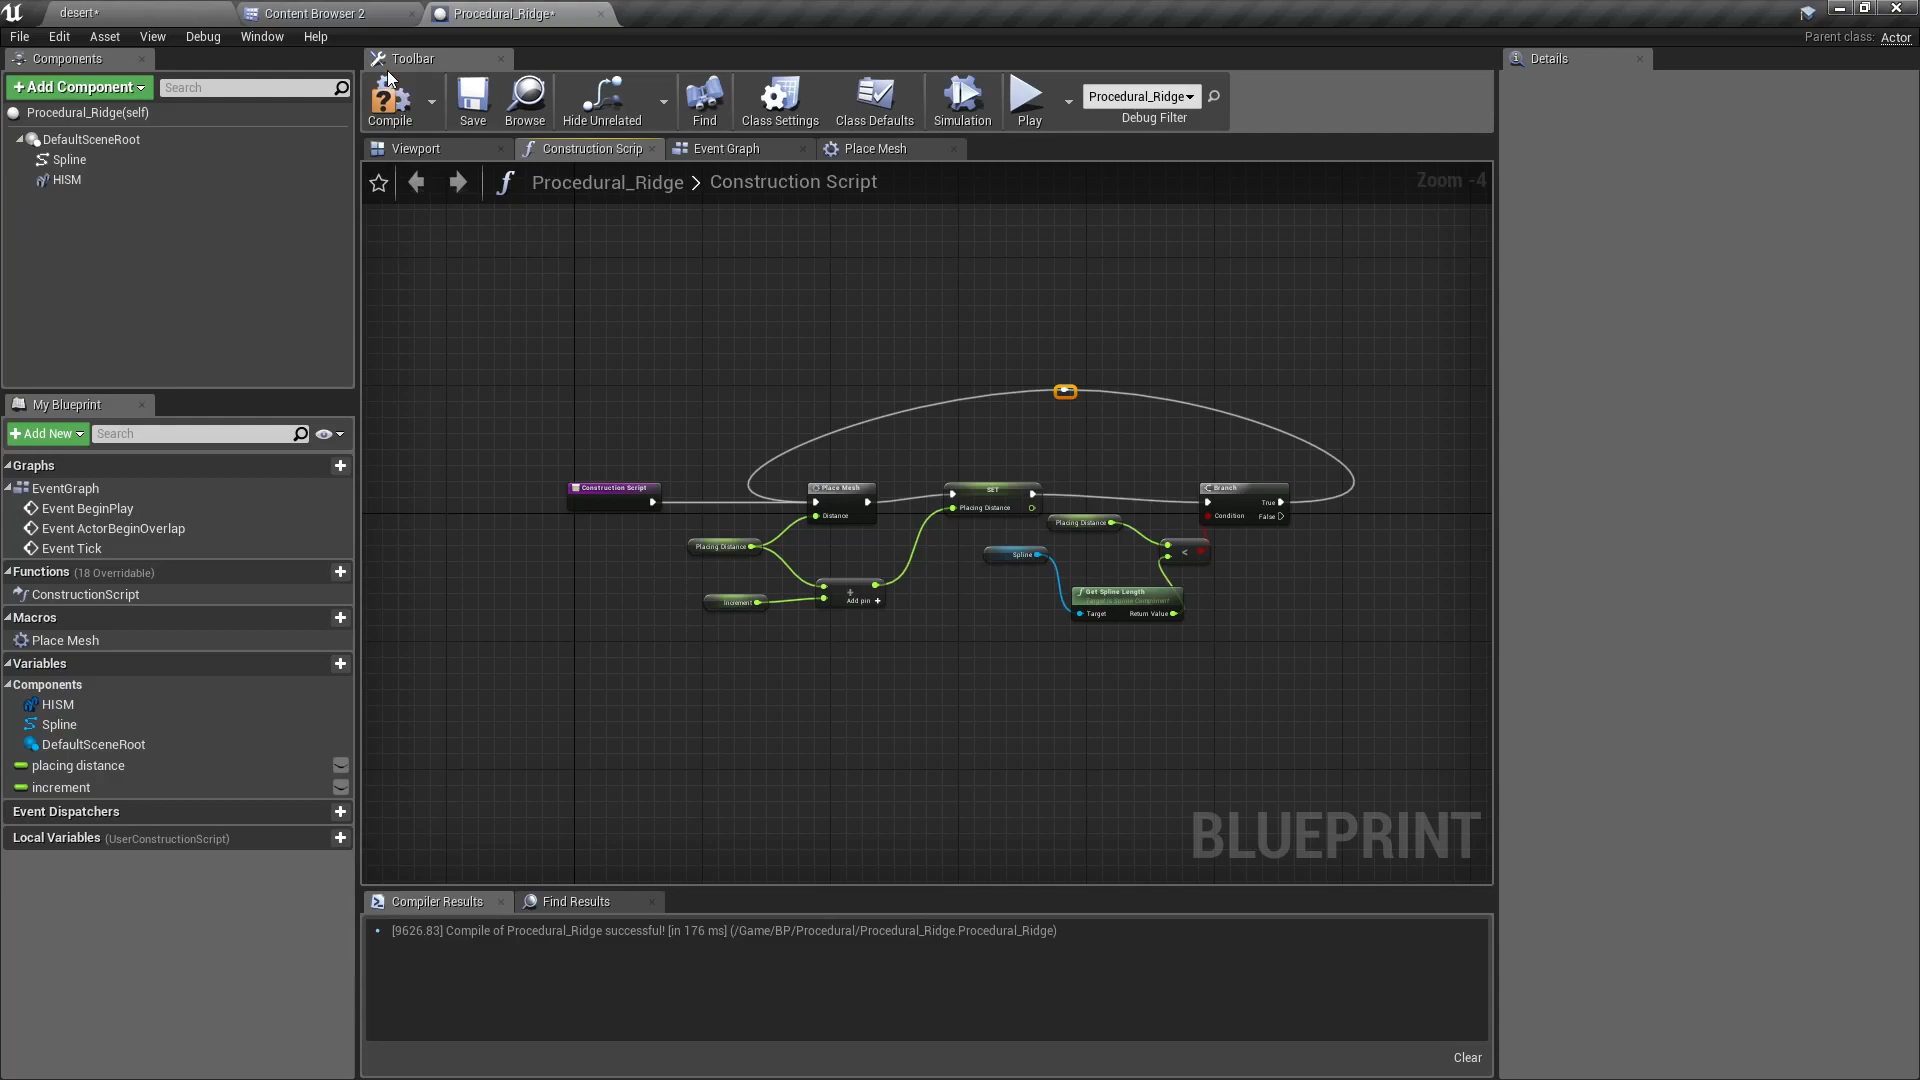 desert*
Content Browser 2
Procedural_Ridge*
File
Edit
Asset
View
Debug
Window
Help
Parent class: Actor
Components
+Add Component
Search
Procedural_Ridge(self)
DefaultSceneRoot
Spline
HISM
Toolbar
Compile
Save
Browse
Hide Unrelated
Find
Class Settings
Class Defaults
Simulation
Play
Procedural_Ridge
Debug Filter
Viewport
Construction Scrip
Event Graph
Place Mesh
Procedural_Ridge > Construction Script
Zoom -4
Construction Script
Place Mesh
Distance
SET
Placing Distance
Branch
True
Condition
False
Placing Distance
Placing Distance
Spline
<
Increment
Add pin +
Get Spline Length
Target is Spline Component
Target
Return Value
BLUEPRINT
My Blueprint
+Add New
Search
Graphs
EventGraph
Event BeginPlay
Event ActorBeginOverlap
Event Tick
Functions (18 Overridable)
ConstructionScript
Macros
Place Mesh
Variables
Components
HISM
Spline
DefaultSceneRoot
placing distance
increment
Event Dispatchers
Local Variables (UserConstructionScript)
Compiler Results
Find Results
[9626.83] Compile of Procedural_Ridge successful! [in 176 ms] (/Game/BP/Procedural/Procedural_Ridge.Procedural_Ridge)
Clear
Details